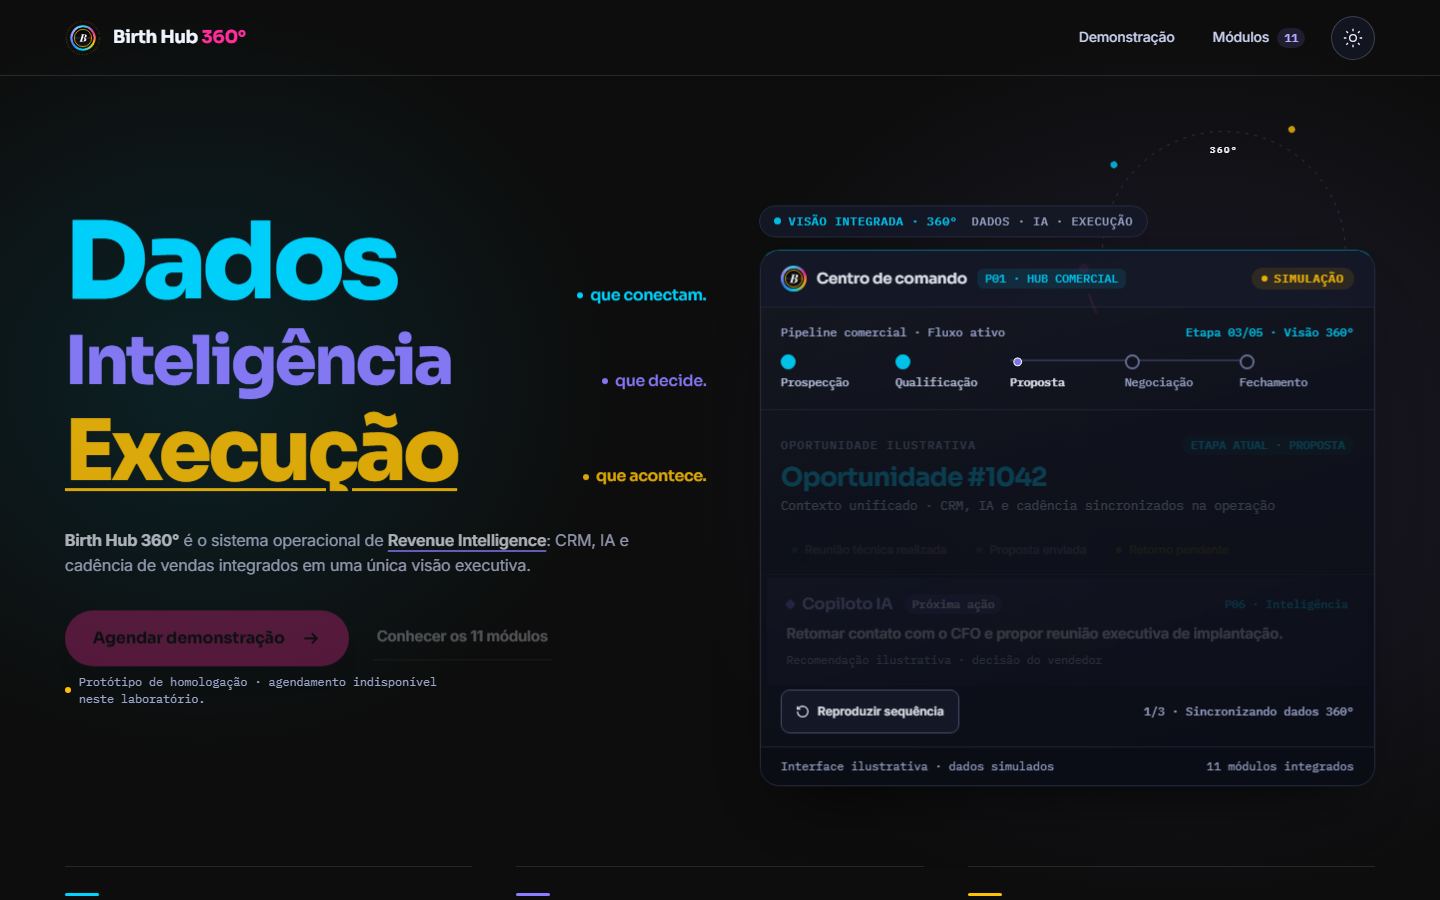 B Birth Hub 360°
Demonstração
Módulos 11
360°
Dados
que conectam.
Inteligência
que decide.
Execução
que acontece.
Birth Hub 360° é o sistema operacional de Revenue Intelligence: CRM, IA e
cadência de vendas integrados em uma única visão executiva.
Agendar demonstração →
Conhecer os 11 módulos
Protótipo de homologação · agendamento indisponível
neste laboratório.
VISÃO INTEGRADA · 360° DADOS · IA · EXECUÇÃO
B Centro de comando P01 · HUB COMERCIAL
SIMULAÇÃO
Pipeline comercial · Fluxo ativo
Etapa 03/05 · Visão 360°
Prospecção Qualificação Proposta Negociação Fechamento
OPORTUNIDADE ILUSTRATIVA
ETAPA ATUAL · PROPOSTA
Oportunidade #1042
Contexto unificado · CRM, IA e cadência sincronizados na operação
Reunião técnica realizada
Proposta enviada
Retorno pendente
Copiloto IA Próxima ação
P06 · Inteligência
Retomar contato com o CFO e propor reunião executiva de implantação.
Recomendação ilustrativa · decisão do vendedor
Reproduzir sequência
1/3 · Sincronizando dados 360°
Interface ilustrativa · dados simulados
11 módulos integrados